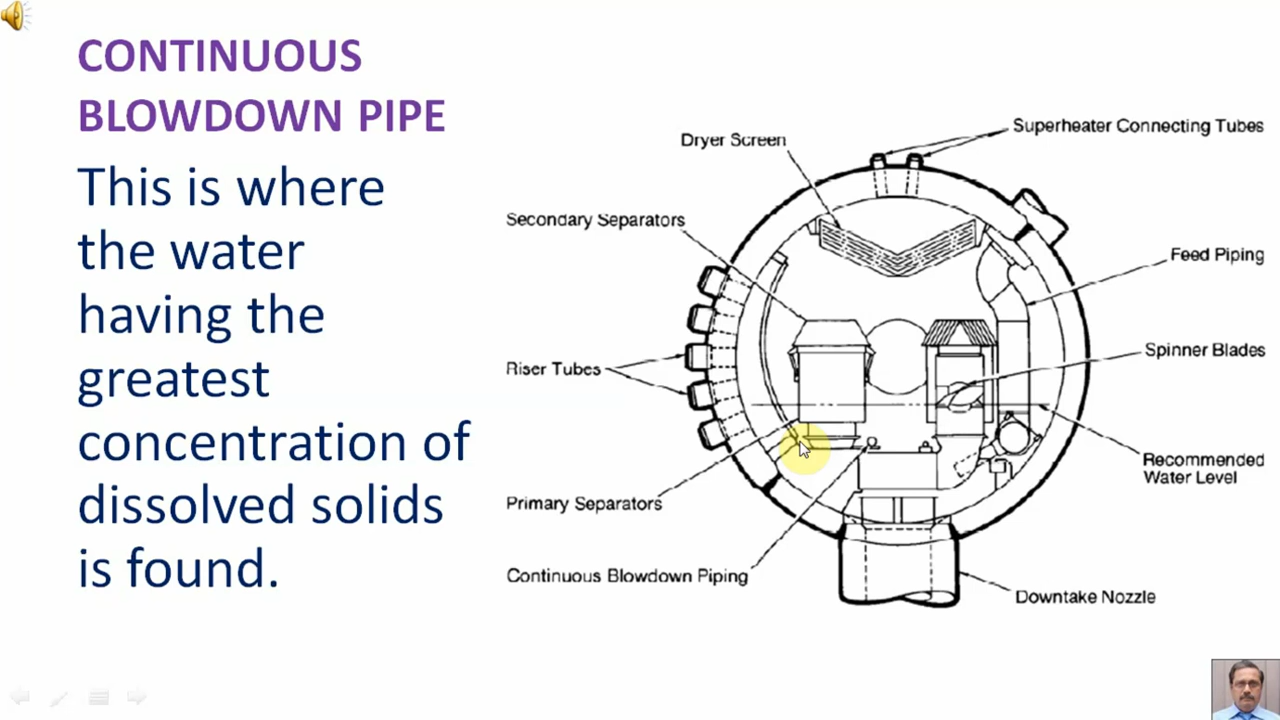 CONTINUOUS
BLOWDOWN PIPE
This is where
the water
having the
greatest
concentration of
dissolved solids
is found.
Superheater Connecting Tubes
Dryer Screen
Secondary Separators
Feed Piping
Spinner Blades
Riser Tubes
Recommended
Water Level
Primary Separators
Continuous Blowdown Piping
Downtake Nozzle